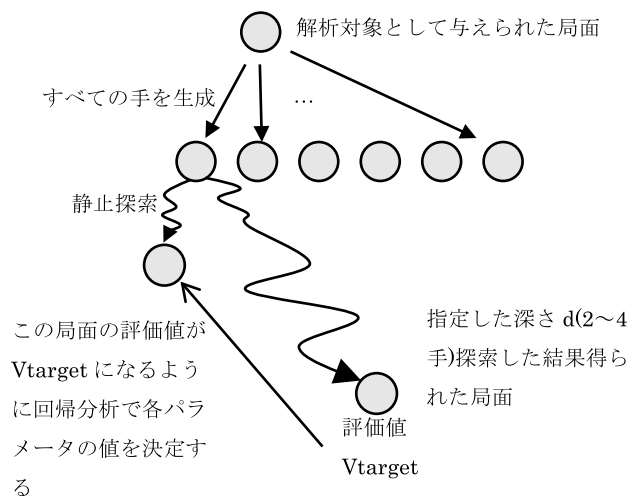 解析対象として与えられた局面
すべての手を生成
…
静止探索
この局面の評価値が
Vtarget になるよう
に回帰分析で各パラ
メータの値を決定す
る
指定した深さ d(2～4
手)探索した結果得ら
れた局面
評価値
Vtarget